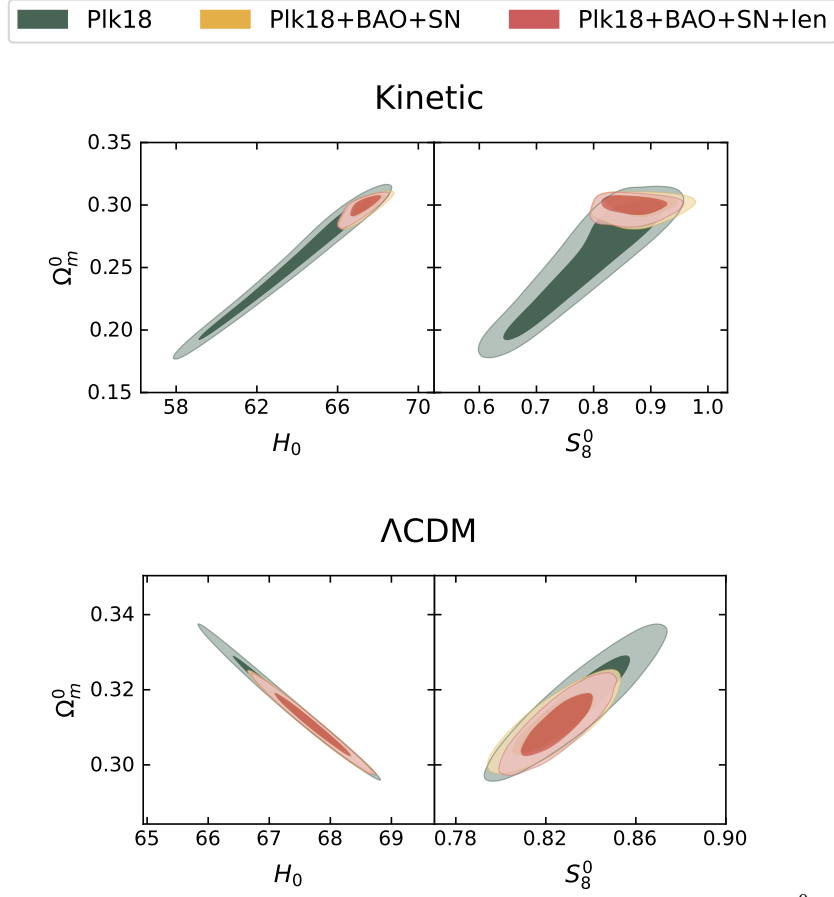 Plk18 Plk18+BAO+SN Plk18+BAO+SN+len
Kinetic
0.35
0.30
0.25
0.20
0.15
Ω⁰ₘ
58 62 66 70 0.6 0.7 0.8 0.9 1.0
H₀ S⁰₈
ΛCDM
0.34
0.32
0.30
Ω⁰ₘ
65 66 67 68 69 0.78 0.82 0.86 0.90
H₀ S⁰₈